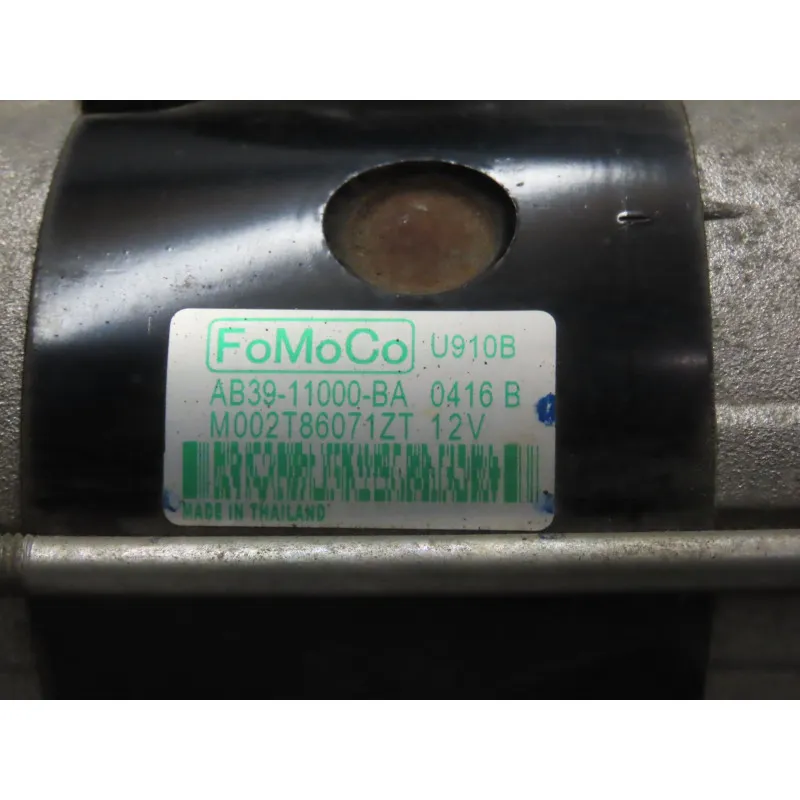 FoMoCo U910B
AB39-11000-BA 0416 B
M002T86071ZT 12V
MADE IN THAILAND